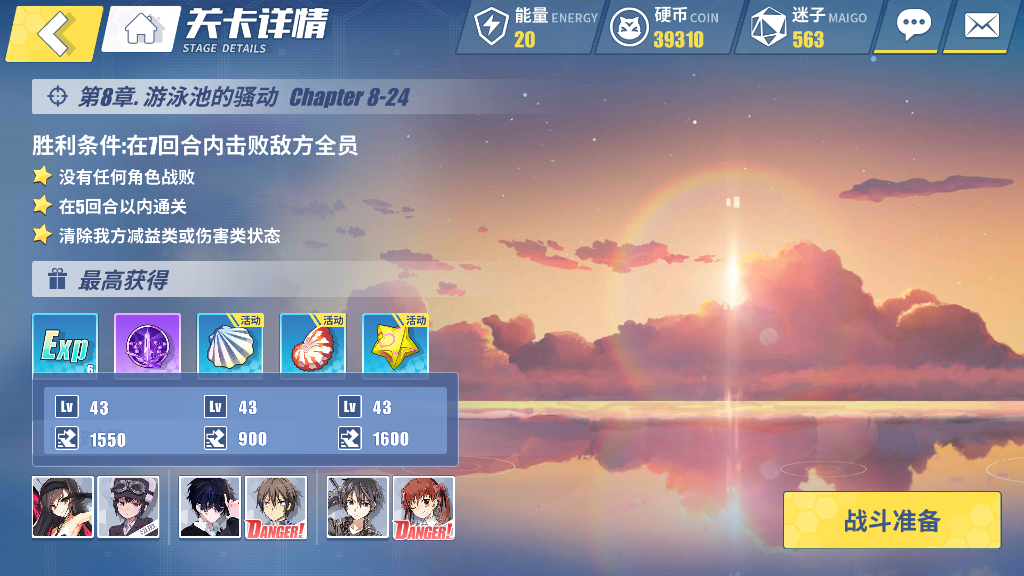 关卡详情
STAGE DETAILS
能量 ENERGY
20
硬币 COIN
39310
迷子 MAIGO
563
第8章. 游泳池的骚动 Chapter 8-24
胜利条件:在7回合内击败敌方全员
没有任何角色战败
在5回合以内通关
清除我方减益类或伤害类状态
最高获得
Exp
6
活动
活动
活动
Lv 43
Lv 43
Lv 43
1550
900
1600
DANGER!
DANGER!
战斗准备